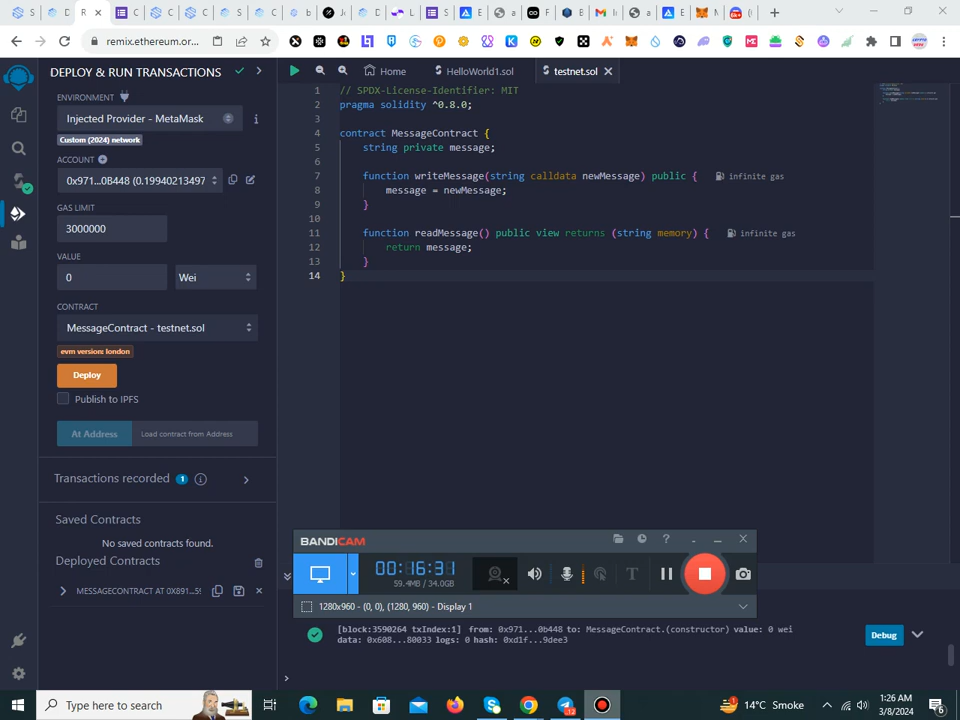 S
D
R
C
C
C
S
C
b
J
D
L
S
E
a
F
B
M
I
a
E
M
(
remix.ethereum.or...
DEPLOY & RUN TRANSACTIONS
Home
HelloWorld1.sol
testnet.sol
ENVIRONMENT
Injected Provider - MetaMask
Custom (2024) network
ACCOUNT
0x971...0B448 (0.19940213497
GAS LIMIT
3000000
VALUE
0
Wei
CONTRACT
MessageContract - testnet.sol
evm version: london
Deploy
Publish to IPFS
At Address
Load contract from Address
Transactions recorded 1
Saved Contracts
No saved contracts found.
Deployed Contracts
MESSAGECONTRACT AT 0X891...5
1 // SPDX-License-Identifier: MIT
2 pragma solidity ^0.8.0;
3
4 contract MessageContract {
5 string private message;
6
7 function writeMessage(string calldata newMessage) public { infinite gas
8 message = newMessage;
9 }
10
11 function readMessage() public view returns (string memory) { infinite gas
12 return message;
13 }
14 }
BANDICAM
00:16:31
59.4MB / 34.0GB
1280x960 - (0, 0), (1280, 960) - Display 1
[block:3590264 txIndex:1] from: 0x971...0b448 to: MessageContract.(constructor) value: 0 wei
data: 0x608...80033 logs: 0 hash: 0xd1f...9dee3
Debug
>
Type here to search
14°C Smoke
1:26 AM
3/8/2024
6